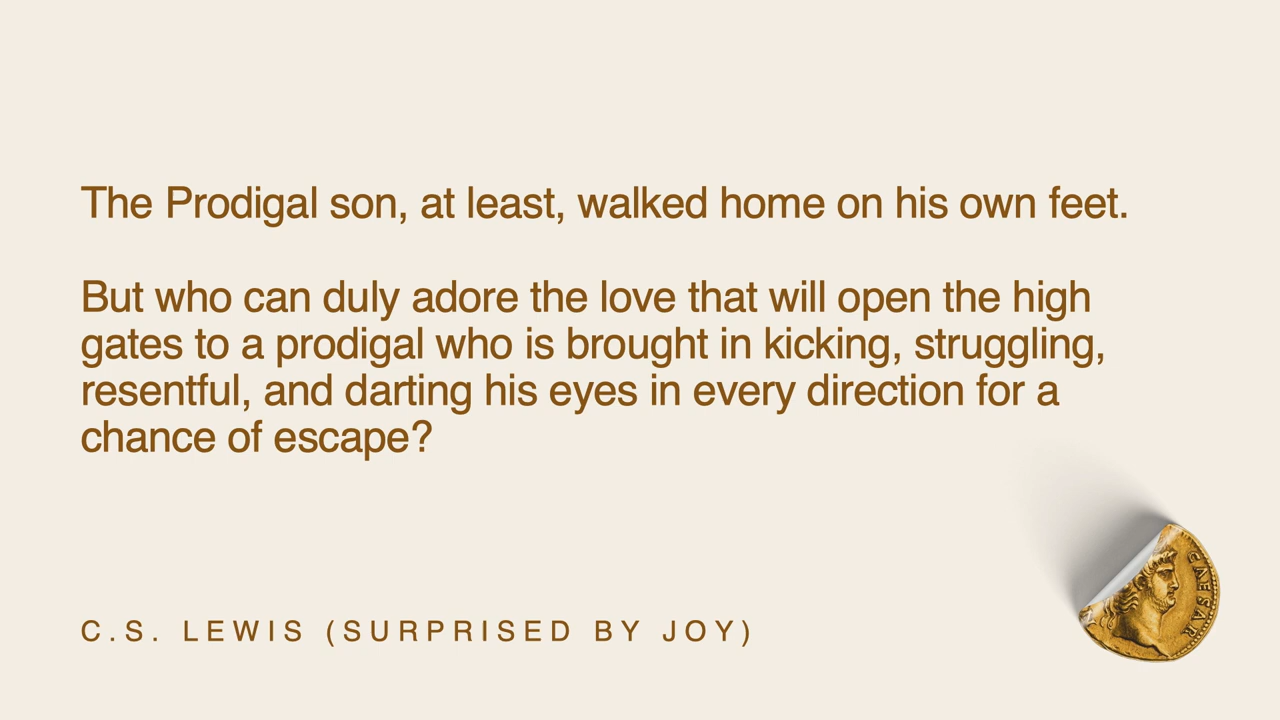 The Prodigal son, at least, walked home on his own feet.
But who can duly adore the love that will open the high
gates to a prodigal who is brought in kicking, struggling,
resentful, and darting his eyes in every direction for a
chance of escape?
C.S. LEWIS (SURPRISED BY JOY)
CAESAR